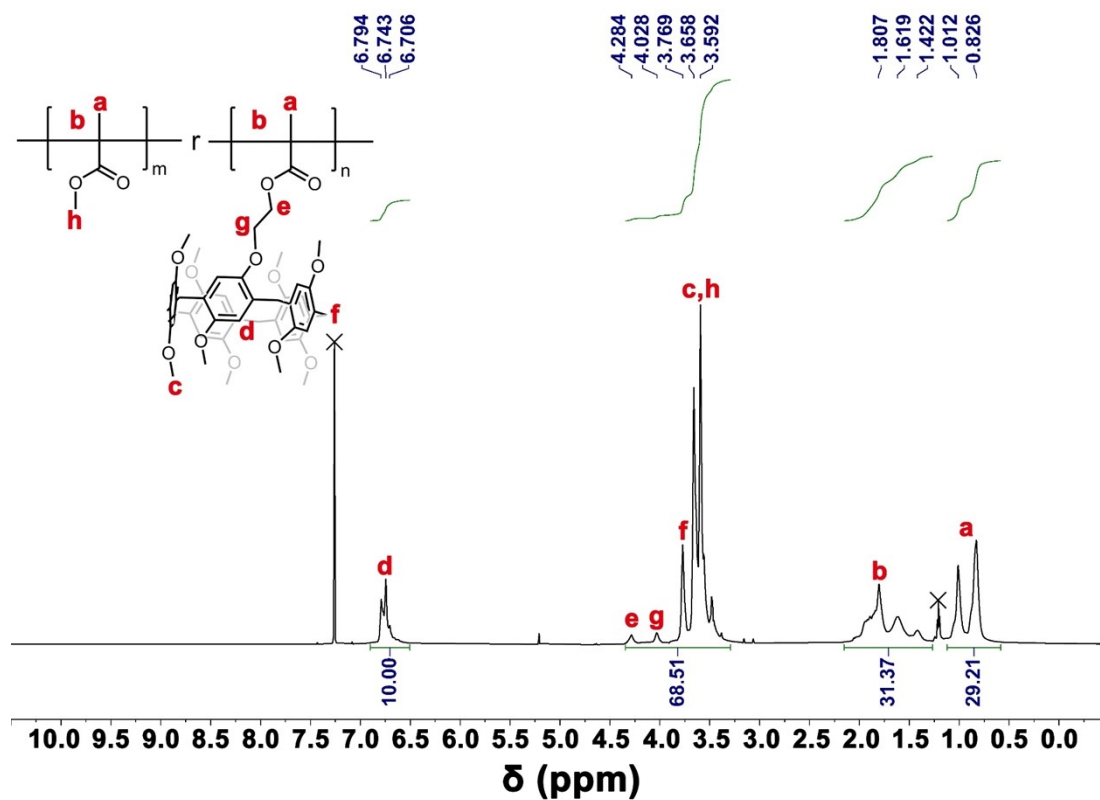 6.794
6.743
6.706
4.284
4.028
3.769
3.658
3.592
1.807
1.619
1.422
1.012
0.826
a
b
m
r
a
b
n
O
O
h
O
O
e
g
O
O
O
O
O
O
O
O
O
O
O
d
f
c
c,h
d
e
g
f
b
a
10.00
68.51
31.37
29.21
10.0 9.5 9.0 8.5 8.0 7.5 7.0 6.5 6.0 5.5 5.0 4.5 4.0 3.5 3.0 2.5 2.0 1.5 1.0 0.5 0.0
δ (ppm)